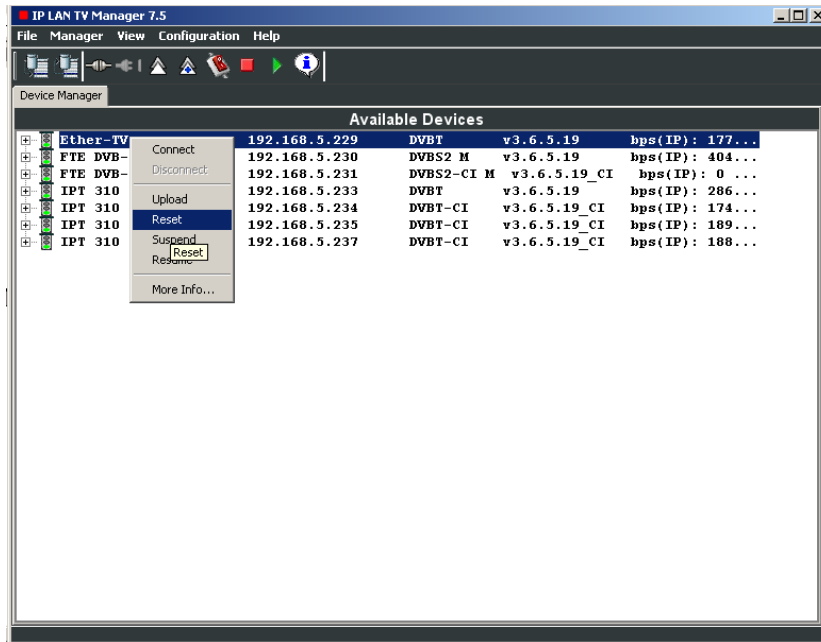 IP LAN TV Manager 7.5
File Manager View Configuration Help
Device Manager
Available Devices
Ether-TV 192.168.5.229 DVBT v3.6.5.19 bps(IP): 177...
FTE DVB- 192.168.5.230 DVBS2 M v3.6.5.19 bps(IP): 404...
FTE DVB- 192.168.5.231 DVBS2-CI M v3.6.5.19_CI bps(IP): 0 ...
IPT 310 192.168.5.233 DVBT v3.6.5.19 bps(IP): 286...
IPT 310 192.168.5.234 DVBT-CI v3.6.5.19_CI bps(IP): 174...
IPT 310 192.168.5.235 DVBT-CI v3.6.5.19_CI bps(IP): 189...
IPT 310 192.168.5.237 DVBT-CI v3.6.5.19_CI bps(IP): 188...
Connect
Disconnect
Upload
Reset
Suspend
Reset
Resume
More Info...